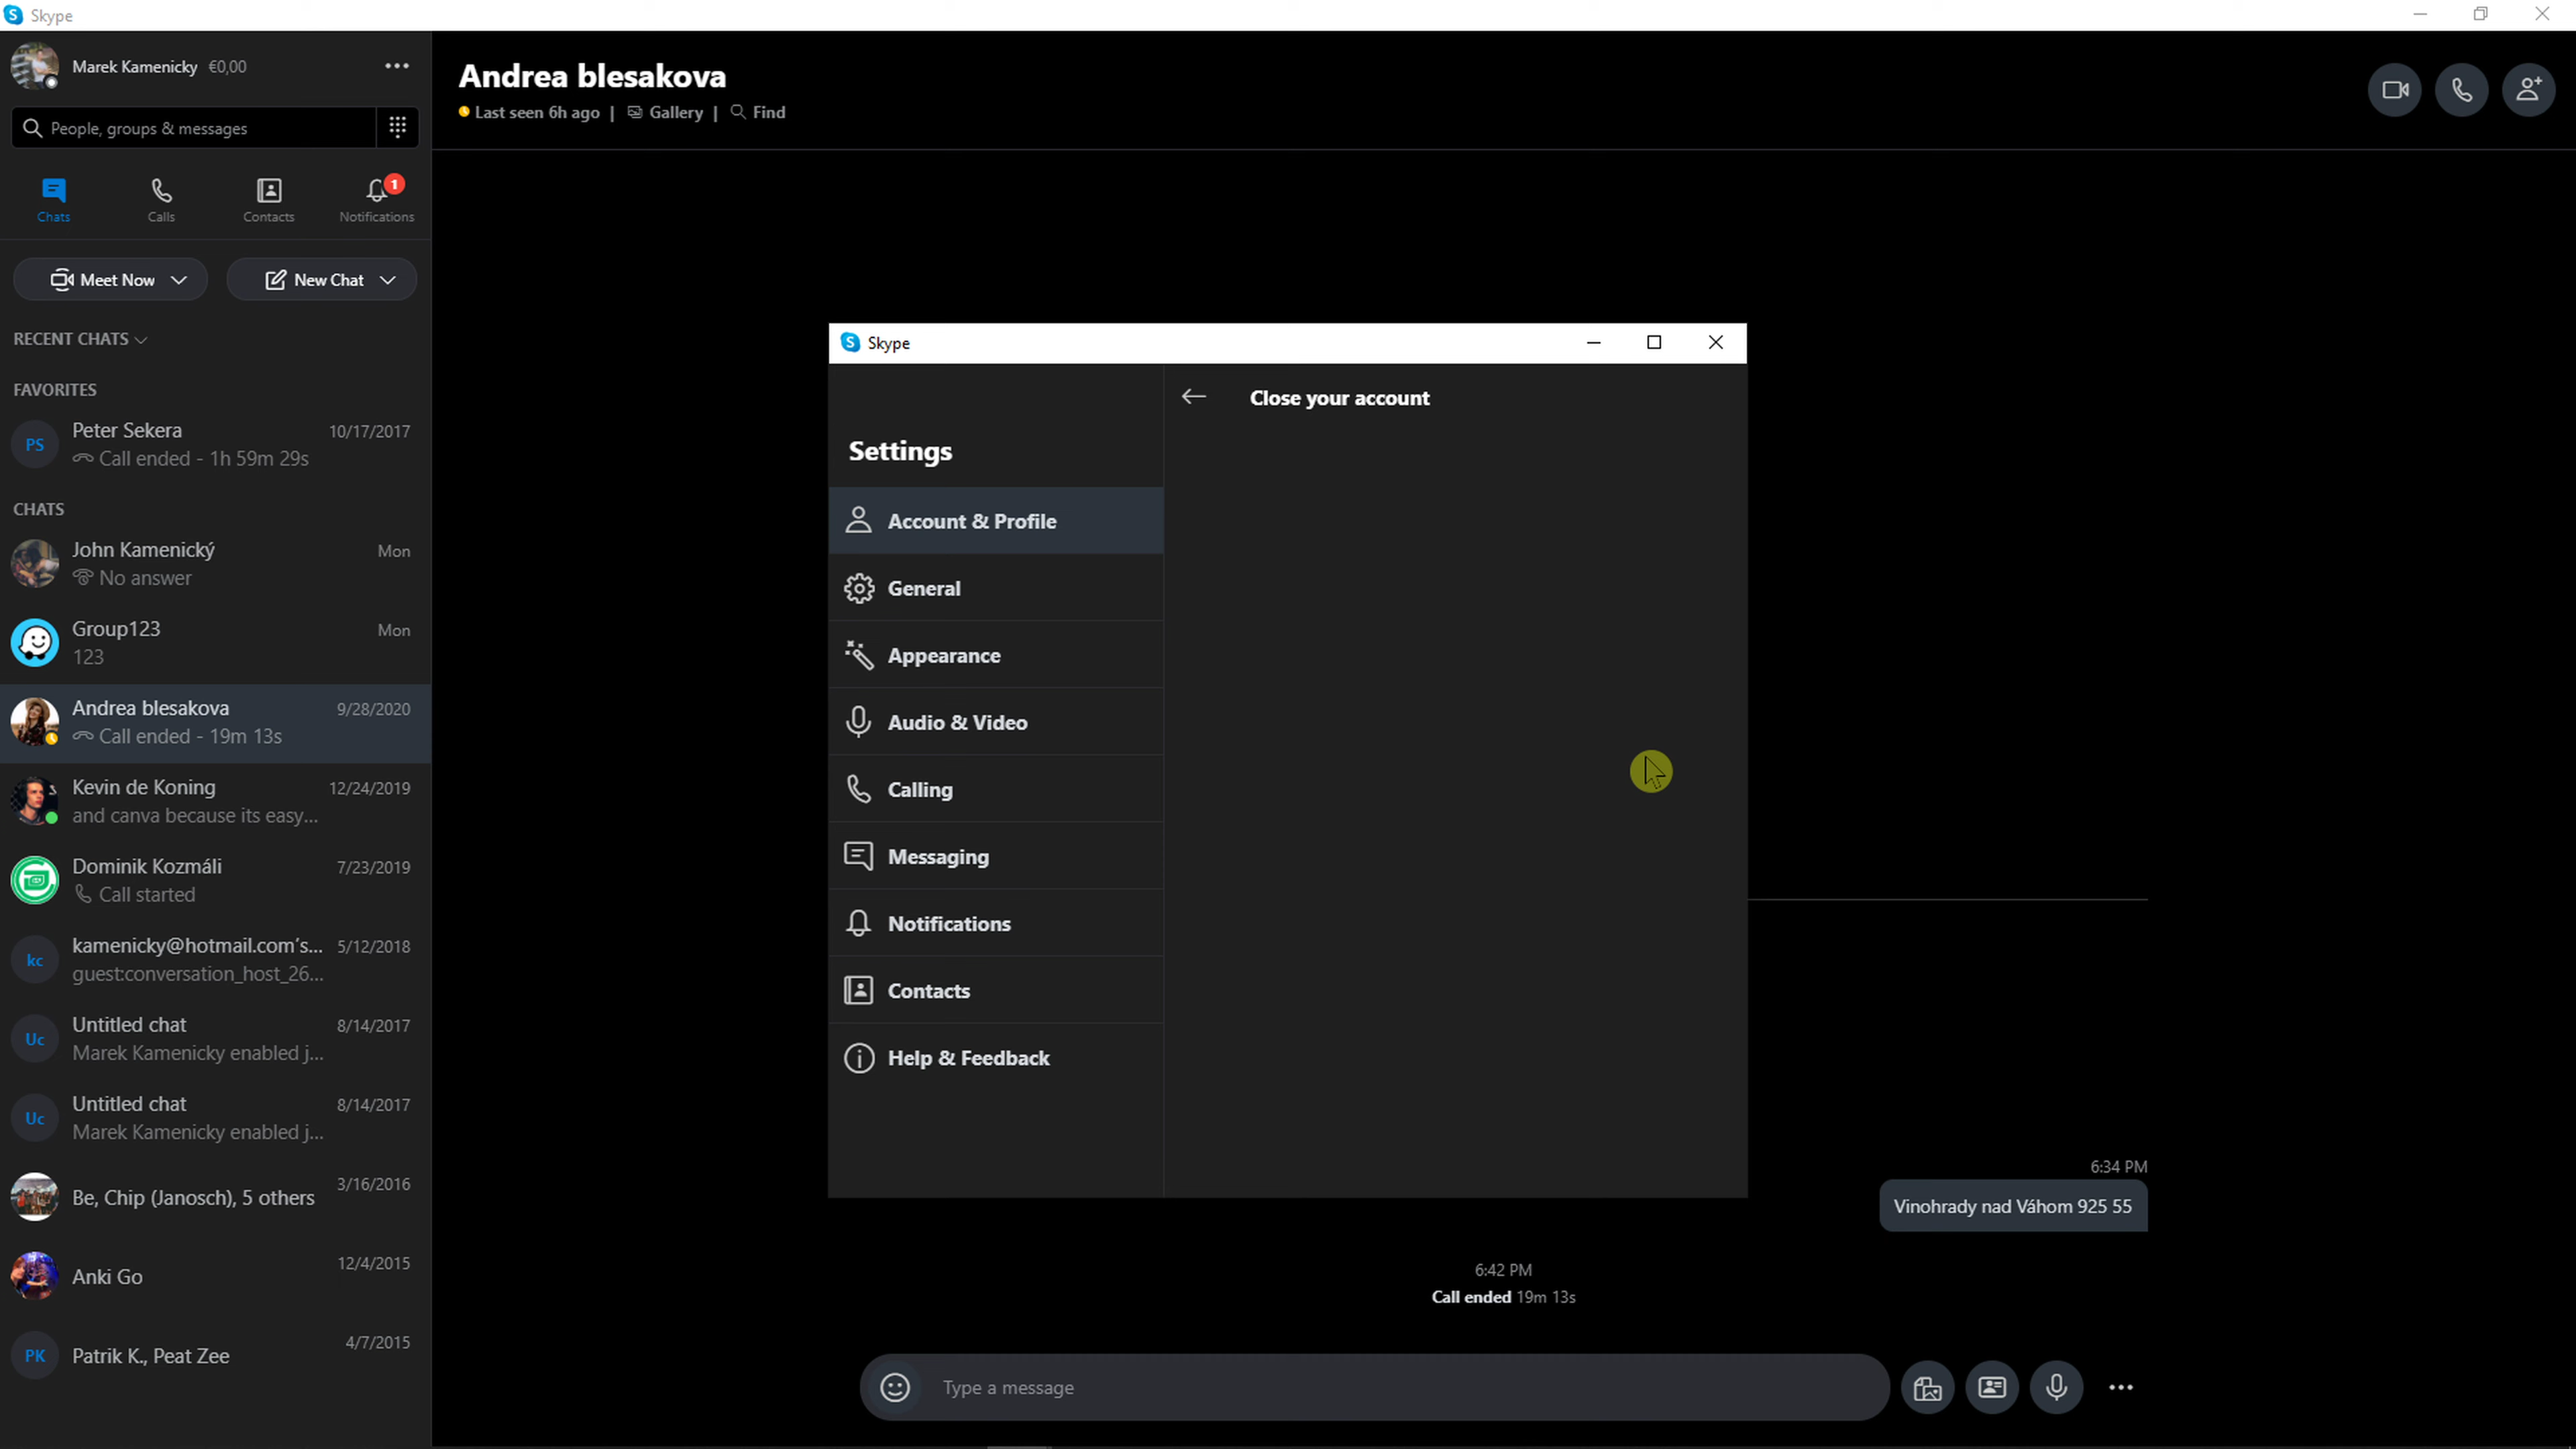 Skype
Marek Kamenicky €0,00
People, groups & messages
Chats
Calls
Contacts
1
Notifications
Meet Now
New Chat
RECENT CHATS
FAVORITES
PS
Peter Sekera
10/17/2017
Call ended - 1h 59m 29s
CHATS
John Kamenický
Mon
No answer
Group123
Mon
123
Andrea blesakova
9/28/2020
Call ended - 19m 13s
Kevin de Koning
12/24/2019
and canva because its easy...
Dominik Kozmáli
7/23/2019
Call started
kc
kamenicky@hotmail.com's...
5/12/2018
guest:conversation_host_26...
Uc
Untitled chat
8/14/2017
Marek Kamenicky enabled j...
Uc
Untitled chat
8/14/2017
Marek Kamenicky enabled j...
Be, Chip (Janosch), 5 others
3/16/2016
Anki Go
12/4/2015
PK
Patrik K., Peat Zee
4/7/2015
Andrea blesakova
Last seen 6h ago | Gallery | Find
Skype
Settings
Account & Profile
General
Appearance
Audio & Video
Calling
Messaging
Notifications
Contacts
Help & Feedback
Close your account
6:34 PM
Vinohrady nad Váhom 925 55
6:42 PM
Call ended 19m 13s
Type a message